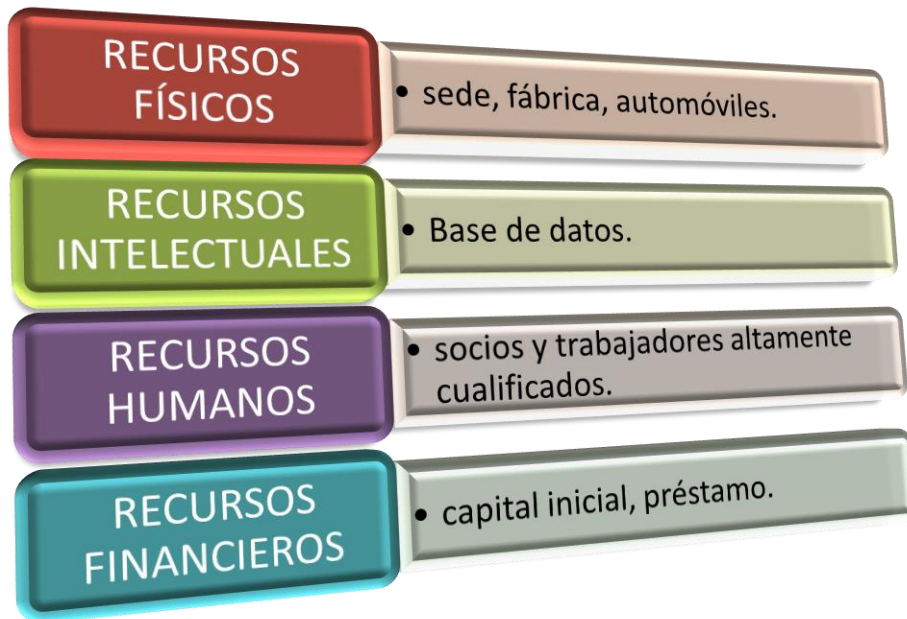 RECURSOS
FÍSICOS
• sede, fábrica, automóviles.
RECURSOS
INTELECTUALES
• Base de datos.
RECURSOS
HUMANOS
• socios y trabajadores altamente
cualificados.
RECURSOS
FINANCIEROS
• capital inicial, préstamo.